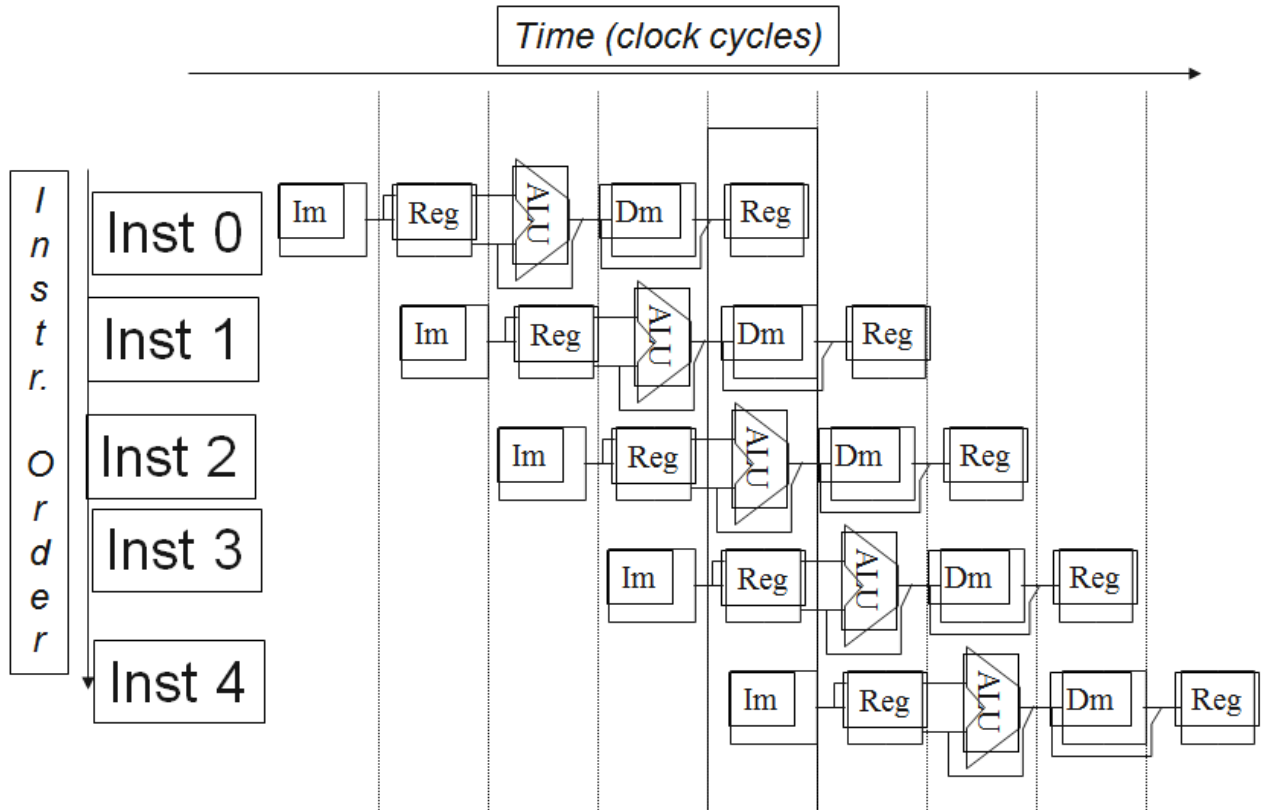 Time (clock cycles)
Instr. Order
Inst 0
Im
Reg
ALU
Dm
Reg
Inst 1
Im
Reg
ALU
Dm
Reg
Inst 2
Im
Reg
ALU
Dm
Reg
Inst 3
Im
Reg
ALU
Dm
Reg
Inst 4
Im
Reg
ALU
Dm
Reg